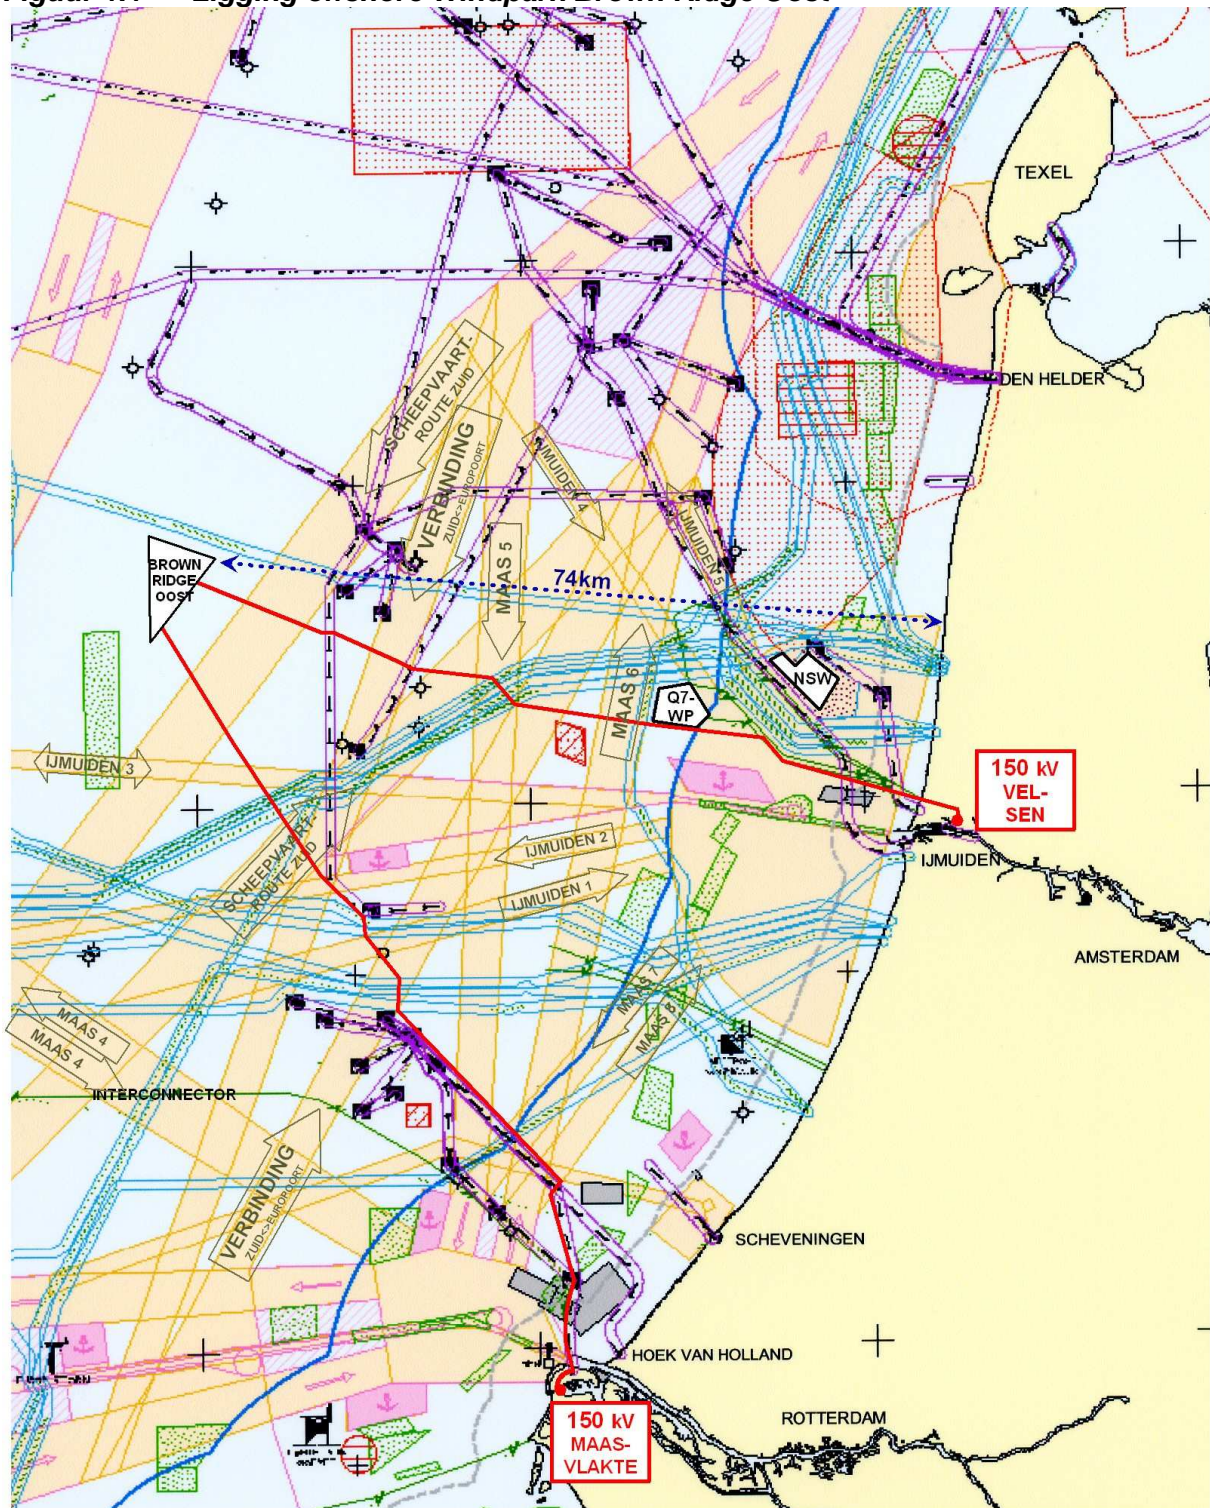 TEXEL
DEN HELDER
SCHEEPVAART-
ROUTE ZUID
VERBINDING
ZUID<>EUROPOORT
IJMUIDEN 4
MAAS 5
IJMUIDEN 5
BROWN
RIDGE
OOST
74km
MAAS 6
NSW
Q7-
WP
IJMUIDEN 3
150 kV
VEL-
SEN
SCHEEPVAART-
ROUTE ZUID
IJMUIDEN 2
IJMUIDEN
IJMUIDEN 1
AMSTERDAM
MAAS 7
MAAS 8
MAAS 4
MAAS 4
INTERCONNECTOR
VERBINDING
ZUID<>EUROPOORT
SCHEVENINGEN
HOEK VAN HOLLAND
150 kV
MAAS-
VLAKTE
ROTTERDAM